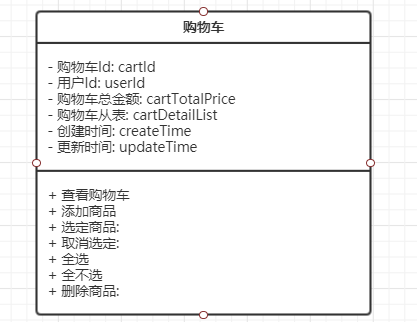 购物车
- 购物车Id: cartId
- 用户Id: userId
- 购物车总金额: cartTotalPrice
- 购物车从表: cartDetailList
- 创建时间: createTime
- 更新时间: updateTime
+ 查看购物车
+ 添加商品
+ 选定商品:
+ 取消选定:
+ 全选
+ 全不选
+ 删除商品: